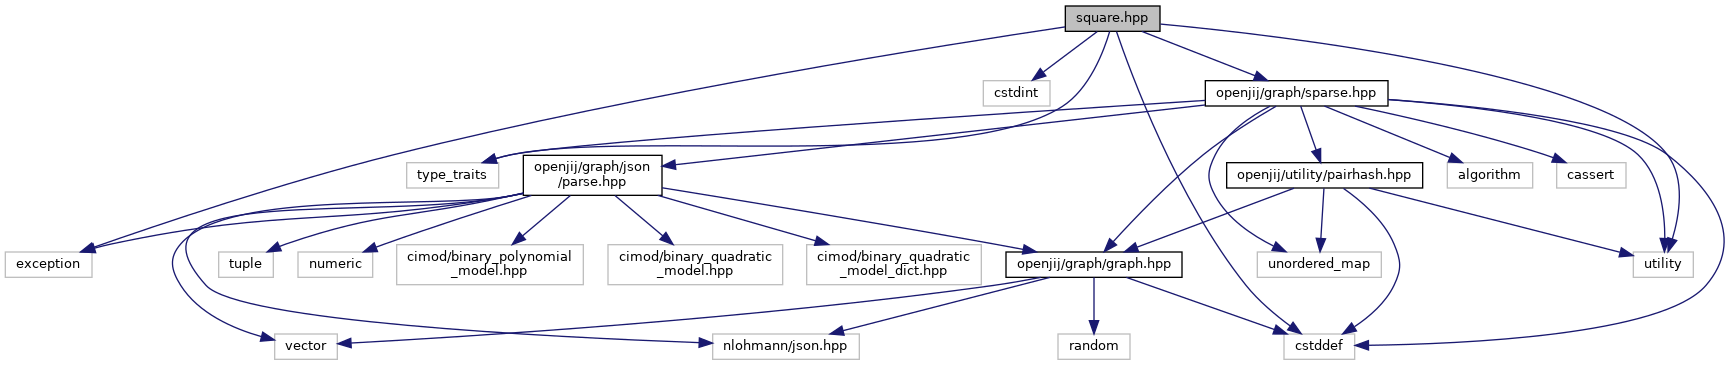 square.hpp
cstdint
openjij/graph/sparse.hpp
type_traits
openjij/graph/json
/parse.hpp
openjij/utility/pairhash.hpp
algorithm
cassert
exception
tuple
numeric
cimod/binary_polynomial
_model.hpp
cimod/binary_quadratic
_model.hpp
cimod/binary_quadratic
_model_dict.hpp
openjij/graph/graph.hpp
unordered_map
utility
vector
nlohmann/json.hpp
random
cstddef